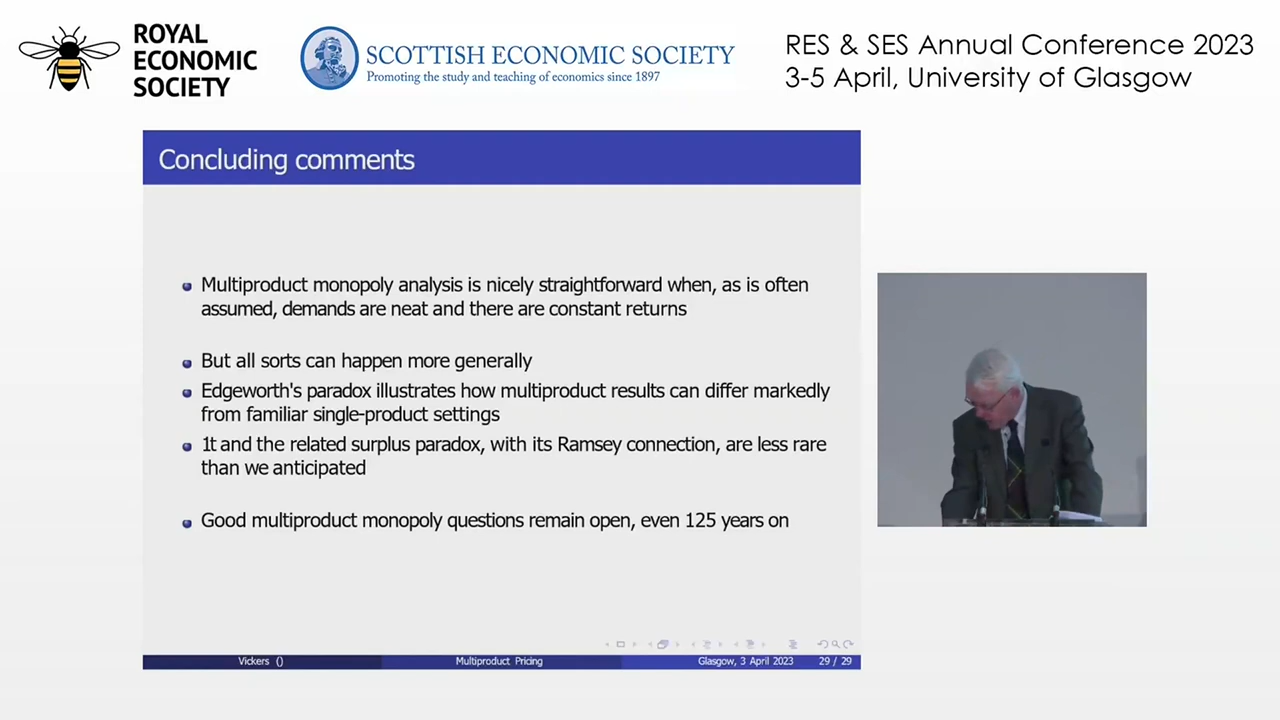 ROYAL
ECONOMIC
SOCIETY
SCOTTISH ECONOMIC SOCIETY
Promoting the study and teaching of economics since 1897
RES & SES Annual Conference 2023
3-5 April, University of Glasgow
Concluding comments
Multiproduct monopoly analysis is nicely straightforward when, as is often
assumed, demands are neat and there are constant returns
But all sorts can happen more generally
Edgeworth's paradox illustrates how multiproduct results can differ markedly
from familiar single-product settings
1t and the related surplus paradox, with its Ramsey connection, are less rare
than we anticipated
Good multiproduct monopoly questions remain open, even 125 years on
Vickers () Multiproduct Pricing Glasgow, 3 April 2023 29 / 29